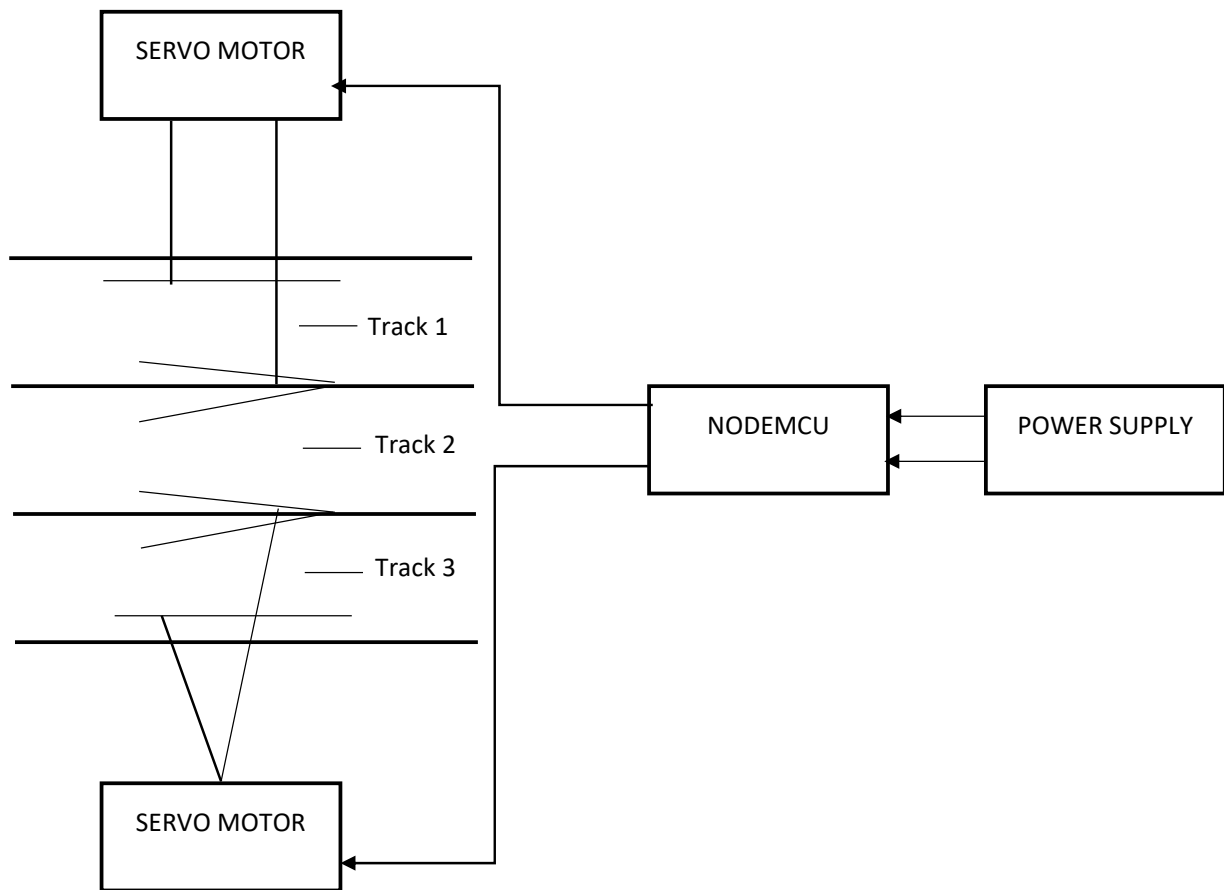 SERVO MOTOR
Track 1
Track 2
NODEMCU
POWER SUPPLY
Track 3
SERVO MOTOR